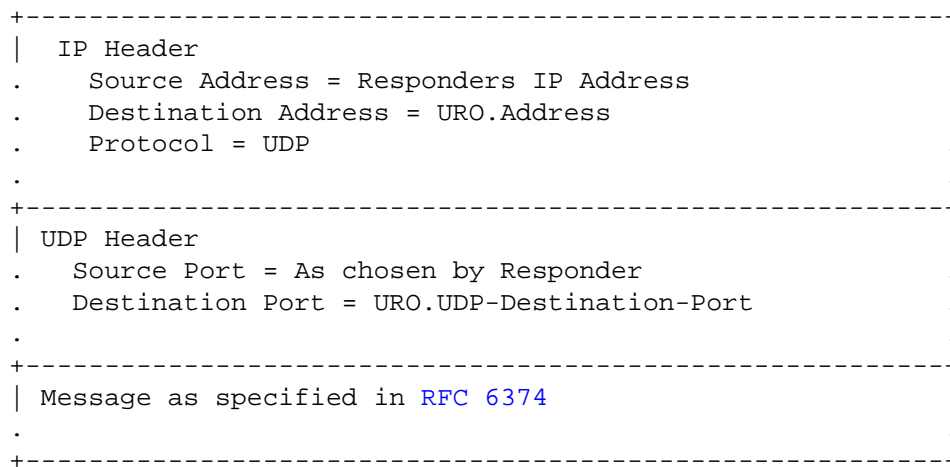 +-----------------------------------------------------------
|  IP Header
.    Source Address = Responders IP Address
.    Destination Address = URO.Address
.    Protocol = UDP
.
+-----------------------------------------------------------
| UDP Header
.   Source Port = As chosen by Responder
.   Destination Port = URO.UDP-Destination-Port
.
+-----------------------------------------------------------
| Message as specified in RFC 6374
.
+-----------------------------------------------------------